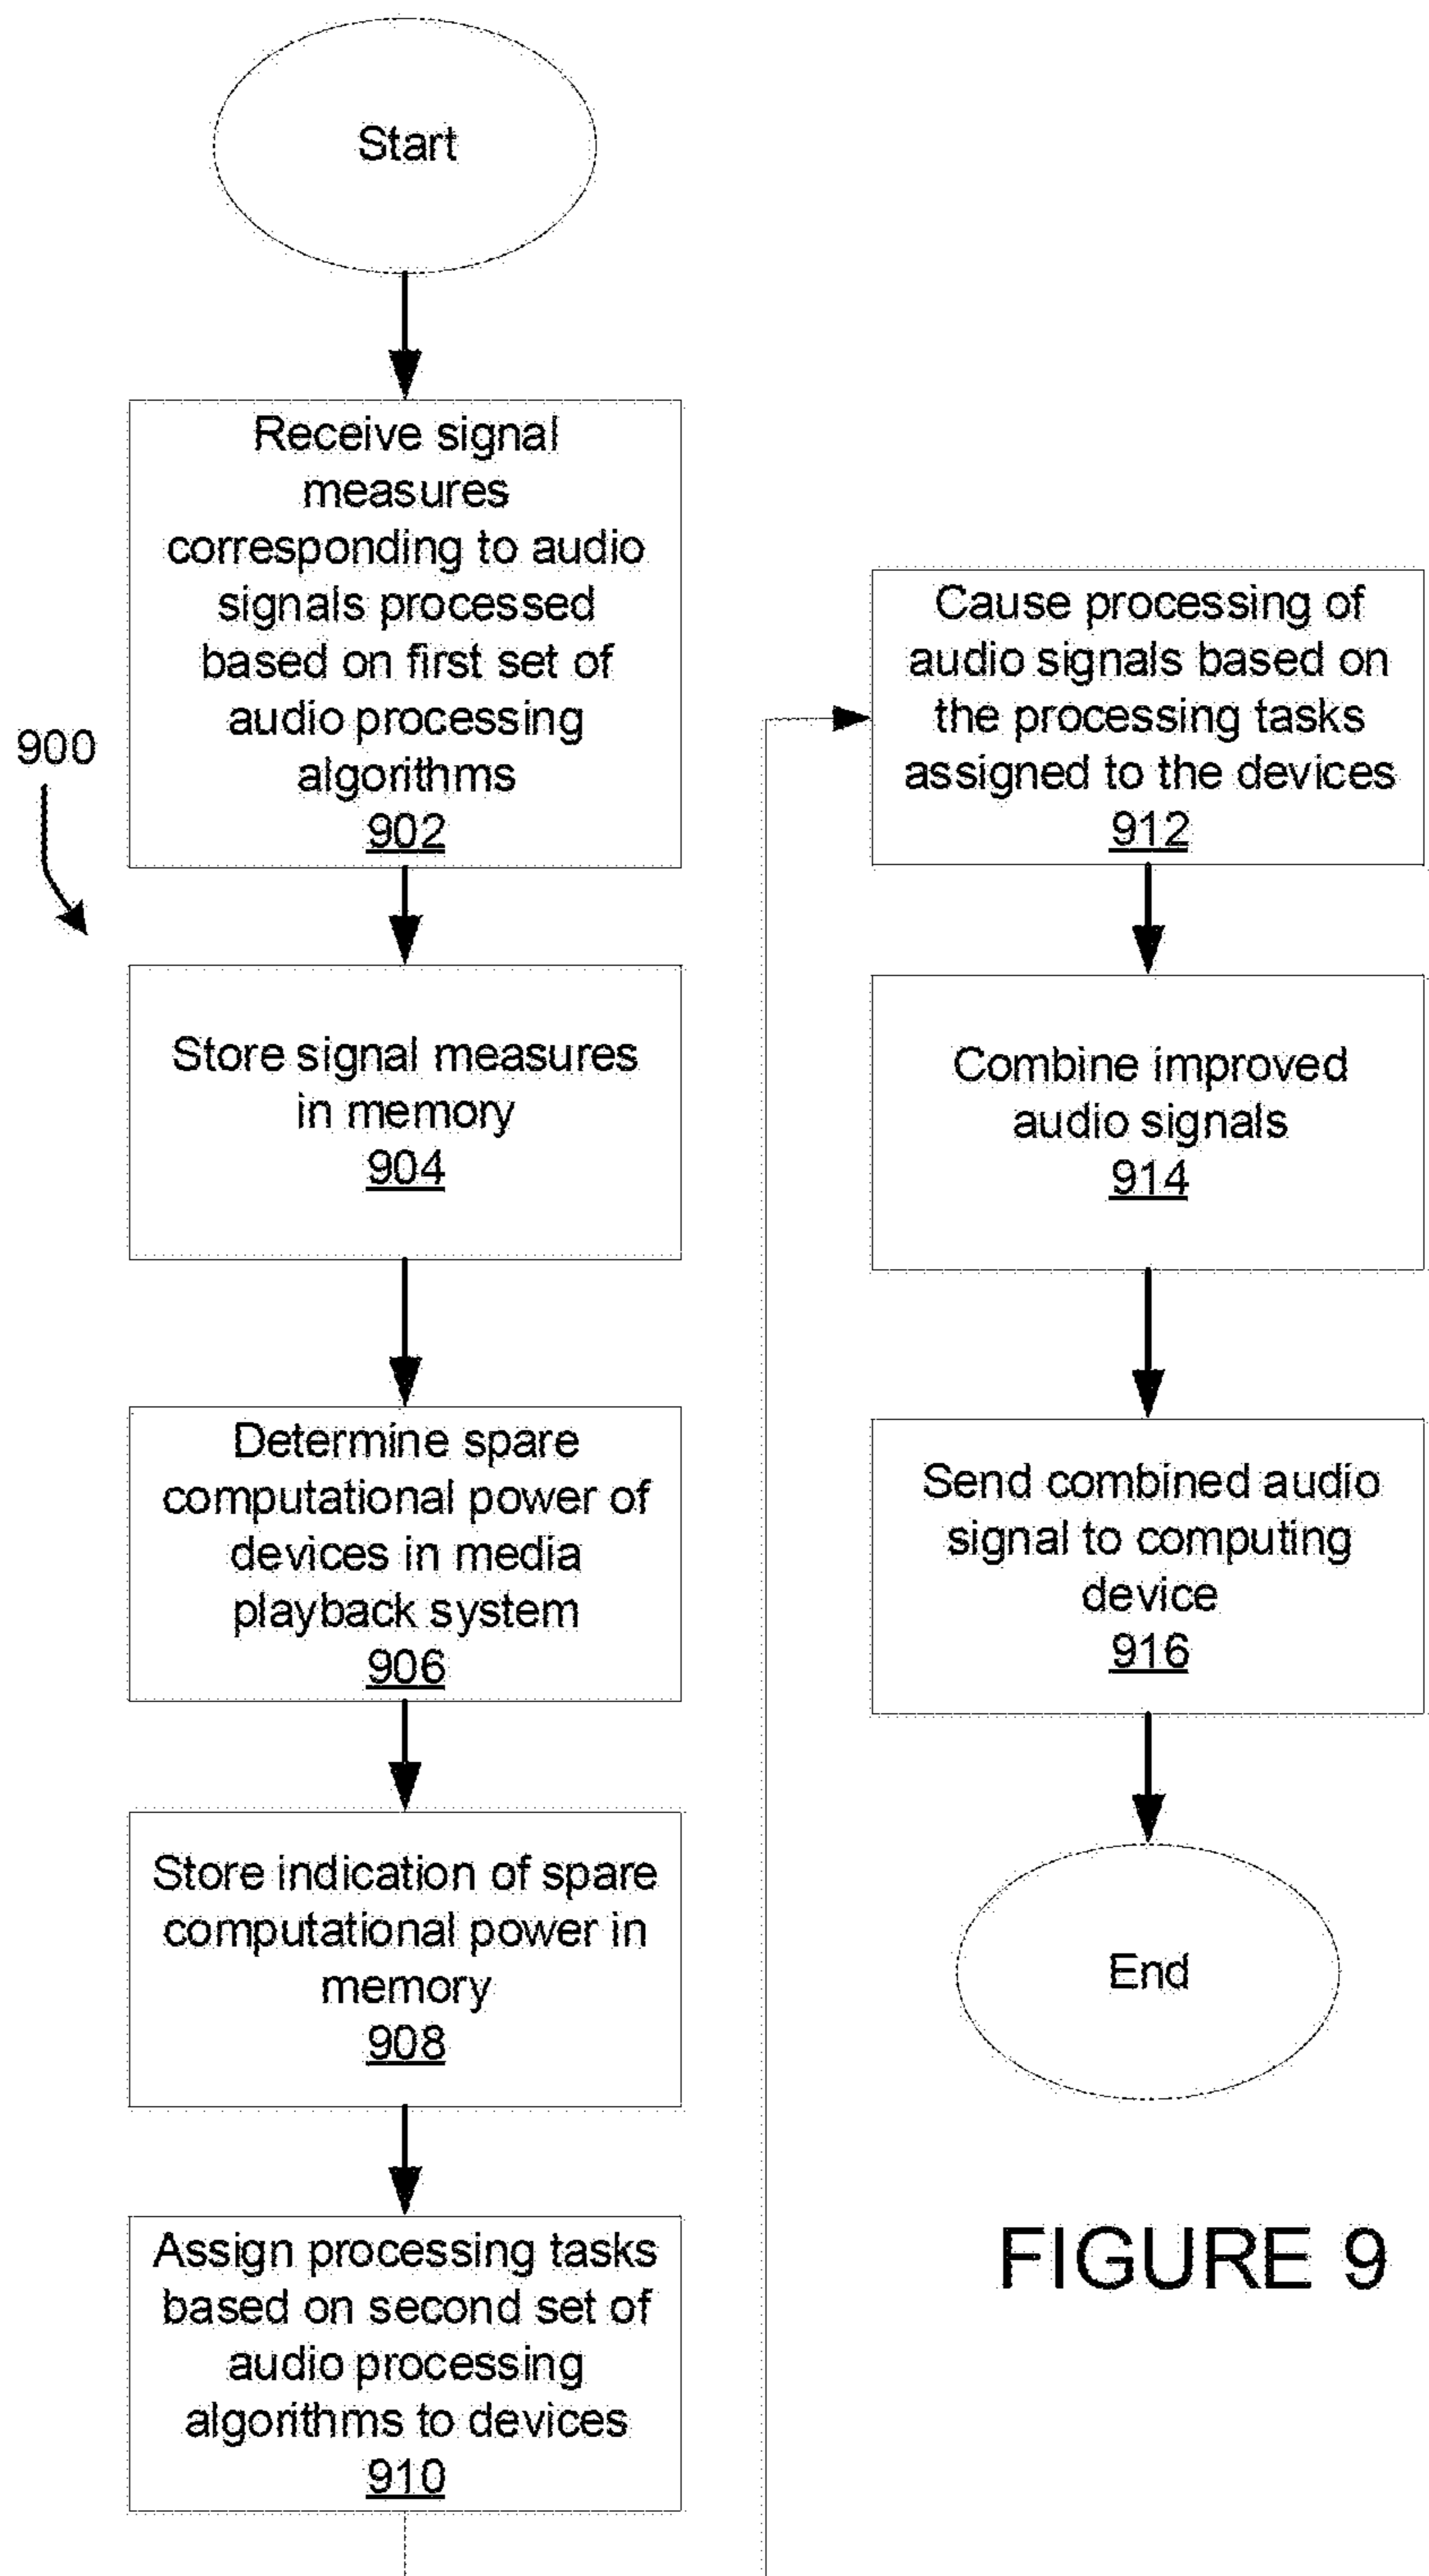 Start
Receive signal
measures
corresponding to audio
signals processed
based on first set of
audio processing
algorithms
902
900
Store signal measures
in memory
904
Determine spare
computational power of
devices in media
playback system
906
Store indication of spare
computational power in
memory
908
Assign processing tasks
based on second set of
audio processing
algorithms to devices
910
Cause processing of
audio signals based on
the processing tasks
assigned to the devices
912
Combine improved
audio signals
914
Send combined audio
signal to computing
device
916
End
FIGURE 9